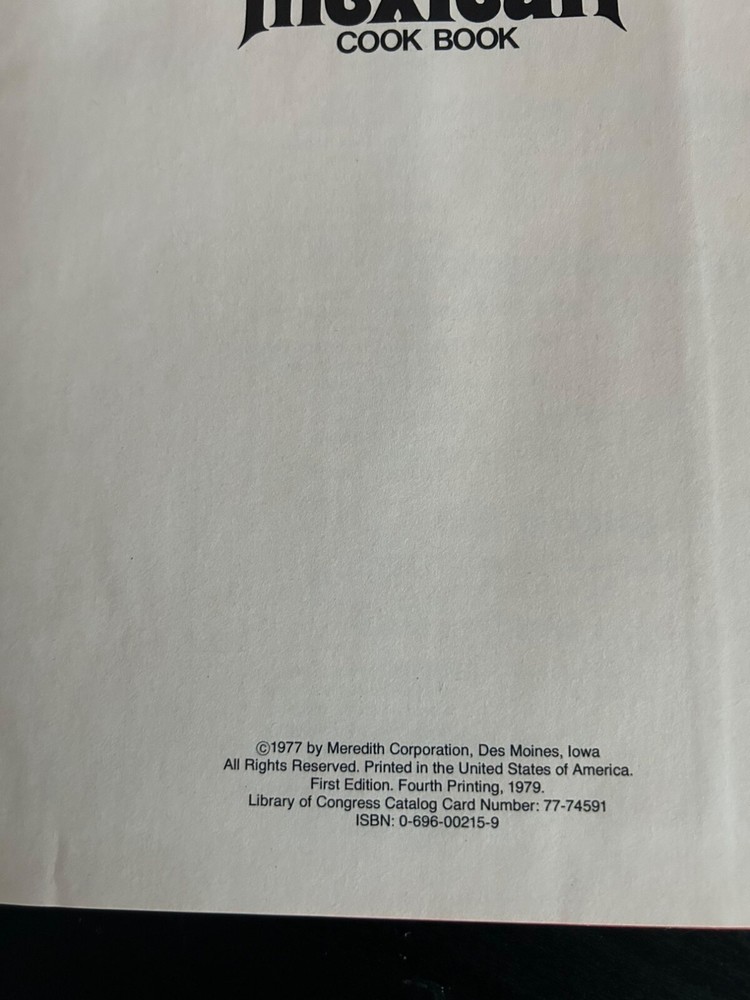 mexican
COOK BOOK
©1977 by Meredith Corporation, Des Moines, Iowa
All Rights Reserved. Printed in the United States of America.
First Edition. Fourth Printing, 1979.
Library of Congress Catalog Card Number: 77-74591
ISBN: 0-696-00215-9